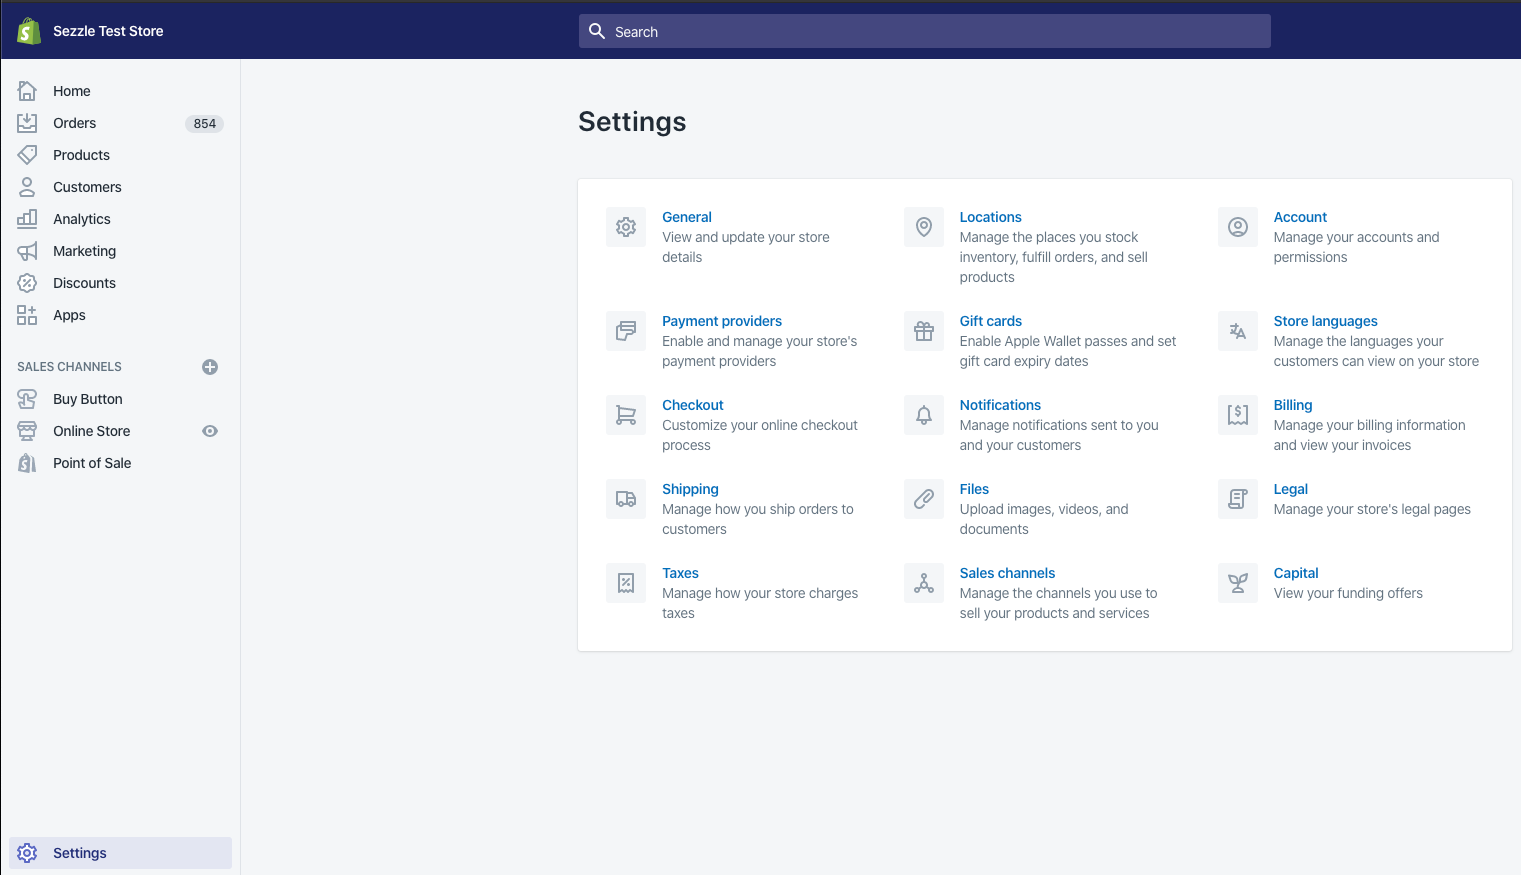 Sezzle Test Store
Search
Home
Orders 854
Products
Customers
Analytics
Marketing
Discounts
Apps
SALES CHANNELS
Buy Button
Online Store
Point of Sale
Settings
Settings
General
View and update your store
details
Locations
Manage the places you stock
inventory, fulfill orders, and sell
products
Account
Manage your accounts and
permissions
Payment providers
Enable and manage your store's
payment providers
Gift cards
Enable Apple Wallet passes and set
gift card expiry dates
Store languages
Manage the languages your
customers can view on your store
Checkout
Customize your online checkout
process
Notifications
Manage notifications sent to you
and your customers
Billing
Manage your billing information
and view your invoices
Shipping
Manage how you ship orders to
customers
Files
Upload images, videos, and
documents
Legal
Manage your store's legal pages
Taxes
Manage how your store charges
taxes
Sales channels
Manage the channels you use to
sell your products and services
Capital
View your funding offers